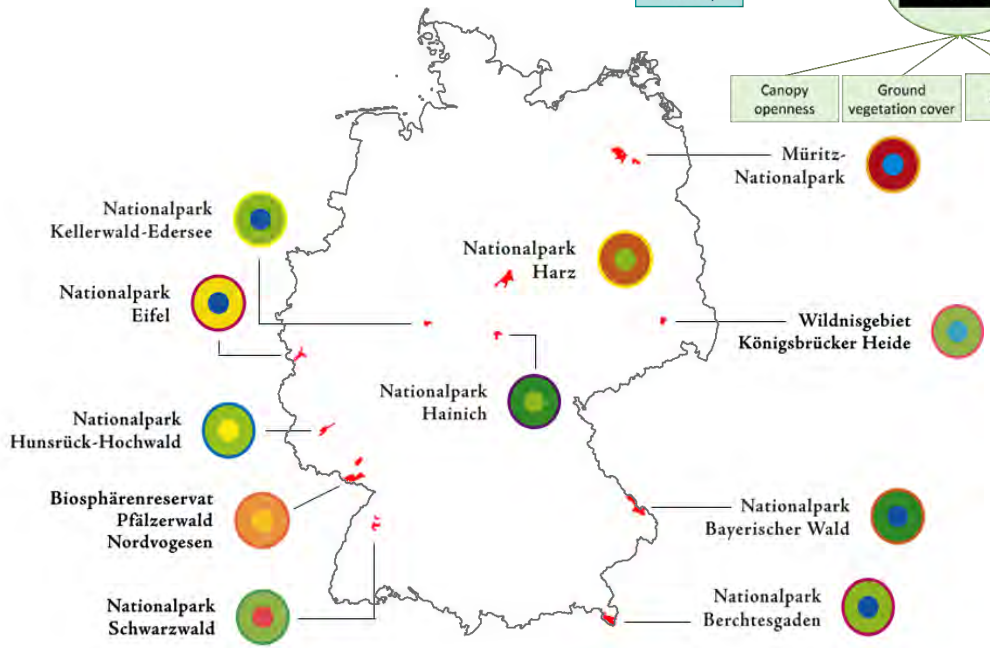 Canopy
openness
Ground
vegetation cover
Müritz-
Nationalpark
Nationalpark
Kellerwald-Edersee
Nationalpark
Harz
Nationalpark
Eifel
Wildnisgebiet
Königsbrücker Heide
Nationalpark
Hainich
Nationalpark
Hunsrück-Hochwald
Biosphärenreservat
Pfälzerwald
Nordvogesen
Nationalpark
Bayerischer Wald
Nationalpark
Schwarzwald
Nationalpark
Berchtesgaden